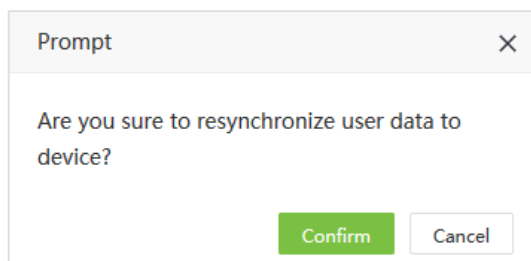 Prompt
Are you sure to resynchronize user data to
device?
Confirm Cancel